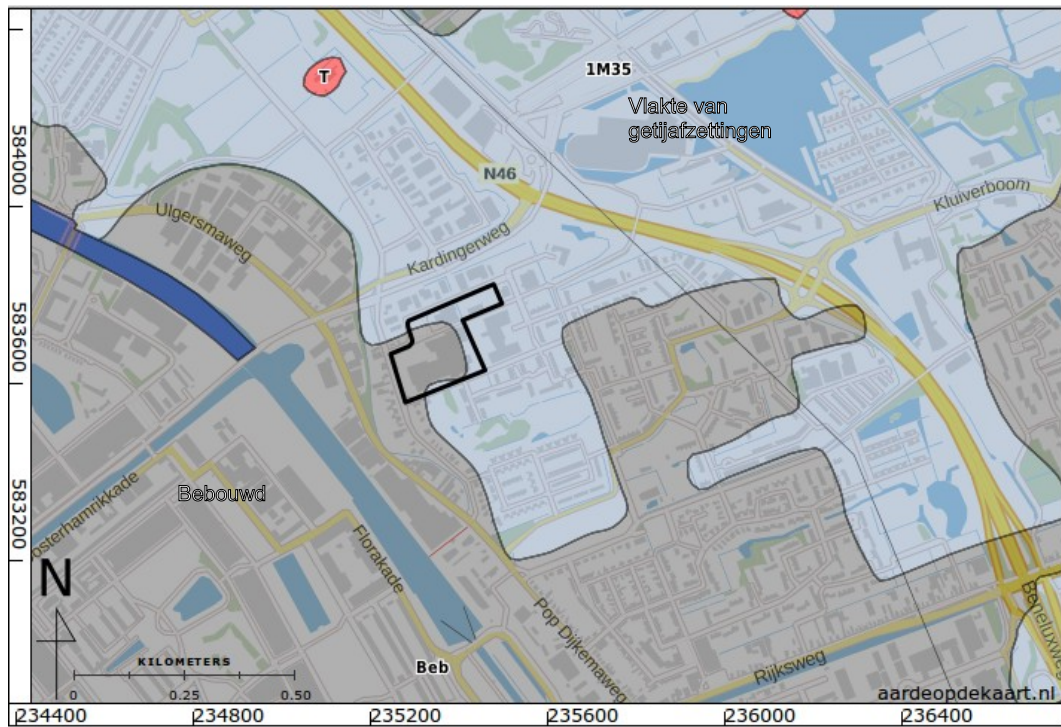 T
1M35
Vlakte van
getijafzettingen
N46
Kluiverboom
Ulgersmaweg
Kardingerweg
584000
583600
583200
Bebouwd
Oosterhamrikkade
Florakade
N
Pop Dijkemaweg
Beneluxweg
KILOMETERS
0 0.25 0.50
Beb
Rijksweg
aardeopdekaart.nl
234400 234800 235200 235600 236000 236400